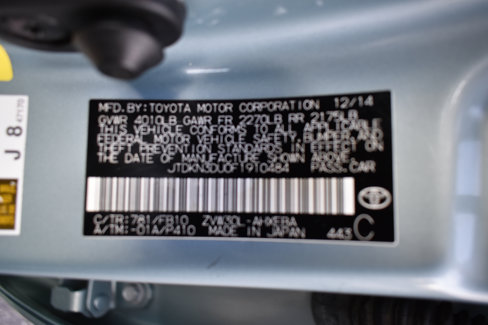 MFD. BY: TOYOTA MOTOR CORPORATION 12/14
GVWR 4010LB GAWR FR 2270LB RR 2175LB
THIS VEHICLE CONFORMS TO ALL APPLICABLE
FEDERAL MOTOR VEHICLE SAFETY, BUMPER, AND
THEFT PREVENTION STANDARDS IN EFFECT ON
THE DATE OF MANUFACTURE SHOWN ABOVE.
PASS. CAR
C/TR: 781/FB10 ZVW30L-AHXEBA C
A/TM: -01A/P410 MADE IN JAPAN 443
J 8
47170